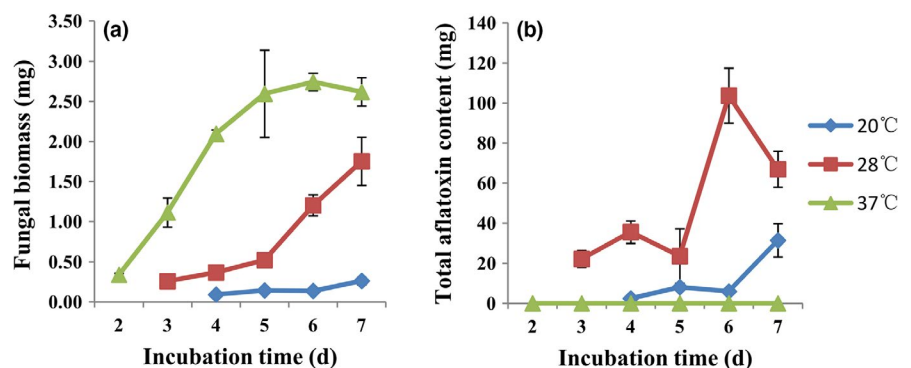 (a)
Fungal biomass (mg)
3.50
3.00
2.50
2.00
1.50
1.00
0.50
0.00
2 3 4 5 6 7
Incubation time (d)
(b)
Total aflatoxin content (mg)
140
120
100
80
60
40
20
0
2 3 4 5 6 7
Incubation time (d)
20℃
28℃
37℃